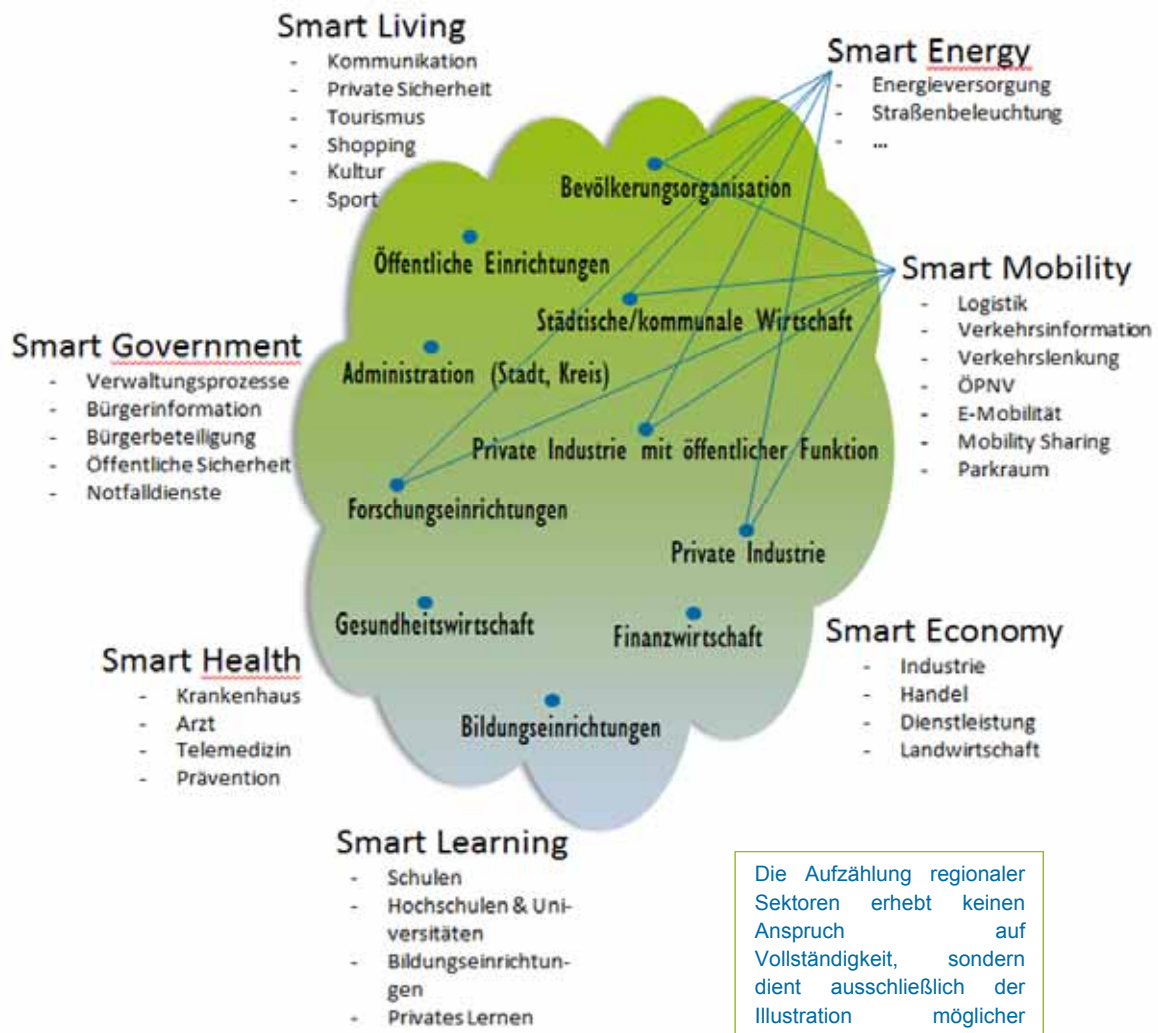 Smart Living
- Kommunikation
- Private Sicherheit
- Tourismus
- Shopping
- Kultur
- Sport
Smart Energy
- Energieversorgung
- Straßenbeleuchtung
- ...
Bevölkerungsorganisation
Öffentliche Einrichtungen
Städtische/kommunale Wirtschaft
Administration (Stadt, Kreis)
Private Industrie mit öffentlicher Funktion
Forschungseinrichtungen
Private Industrie
Gesundheitswirtschaft
Finanzwirtschaft
Bildungseinrichtungen
Smart Mobility
- Logistik
- Verkehrsinformation
- Verkehrslenkung
- ÖPNV
- E-Mobilität
- Mobility Sharing
- Parkraum
Smart Government
- Verwaltungsprozesse
- Bürgerinformation
- Bürgerbeteiligung
- Öffentliche Sicherheit
- Notfalldienste
Smart Economy
- Industrie
- Handel
- Dienstleistung
- Landwirtschaft
Smart Health
- Krankenhaus
- Arzt
- Telemedizin
- Prävention
Smart Learning
- Schulen
- Hochschulen & Uni-
versitäten
- Bildungseinrichtun-
gen
- Privates Lernen
Die Aufzählung regionaler
Sektoren erhebt keinen
Anspruch auf
Vollständigkeit, sondern
dient ausschließlich der
Illustration möglicher